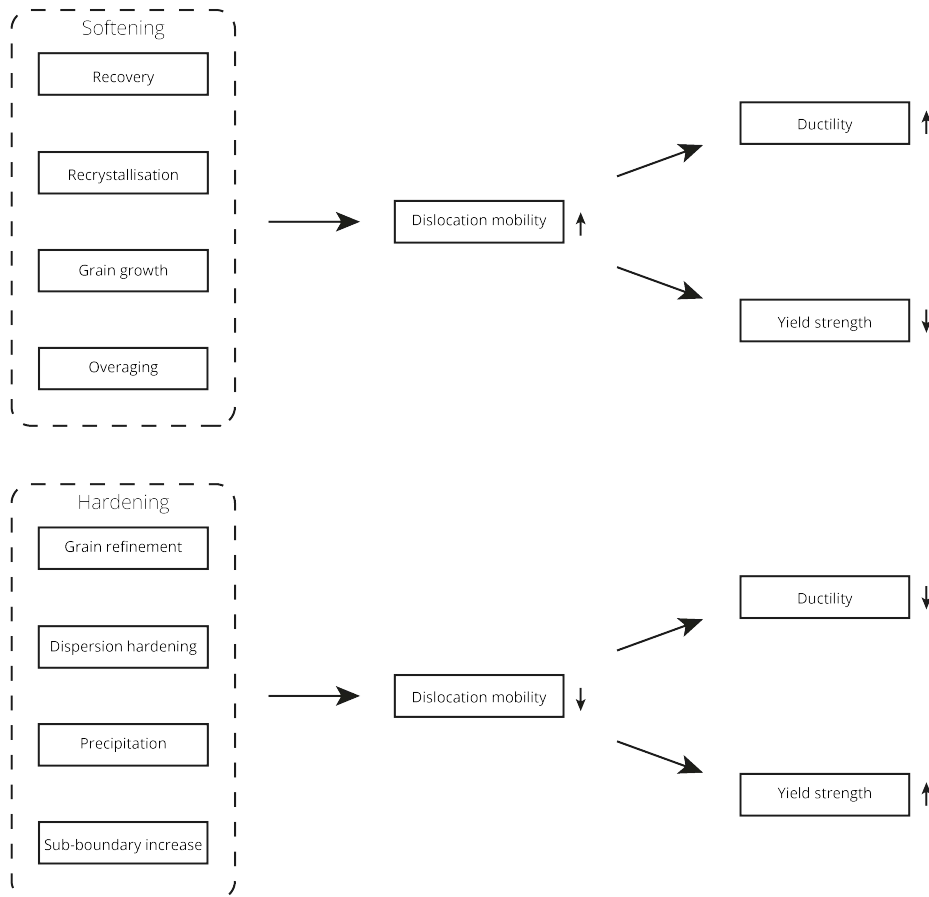 Softening
Recovery
Recrystallisation
Grain growth
Overaging
Dislocation mobility
Ductility
Yield strength
Hardening
Grain refinement
Dispersion hardening
Precipitation
Sub-boundary increase
Dislocation mobility
Ductility
Yield strength